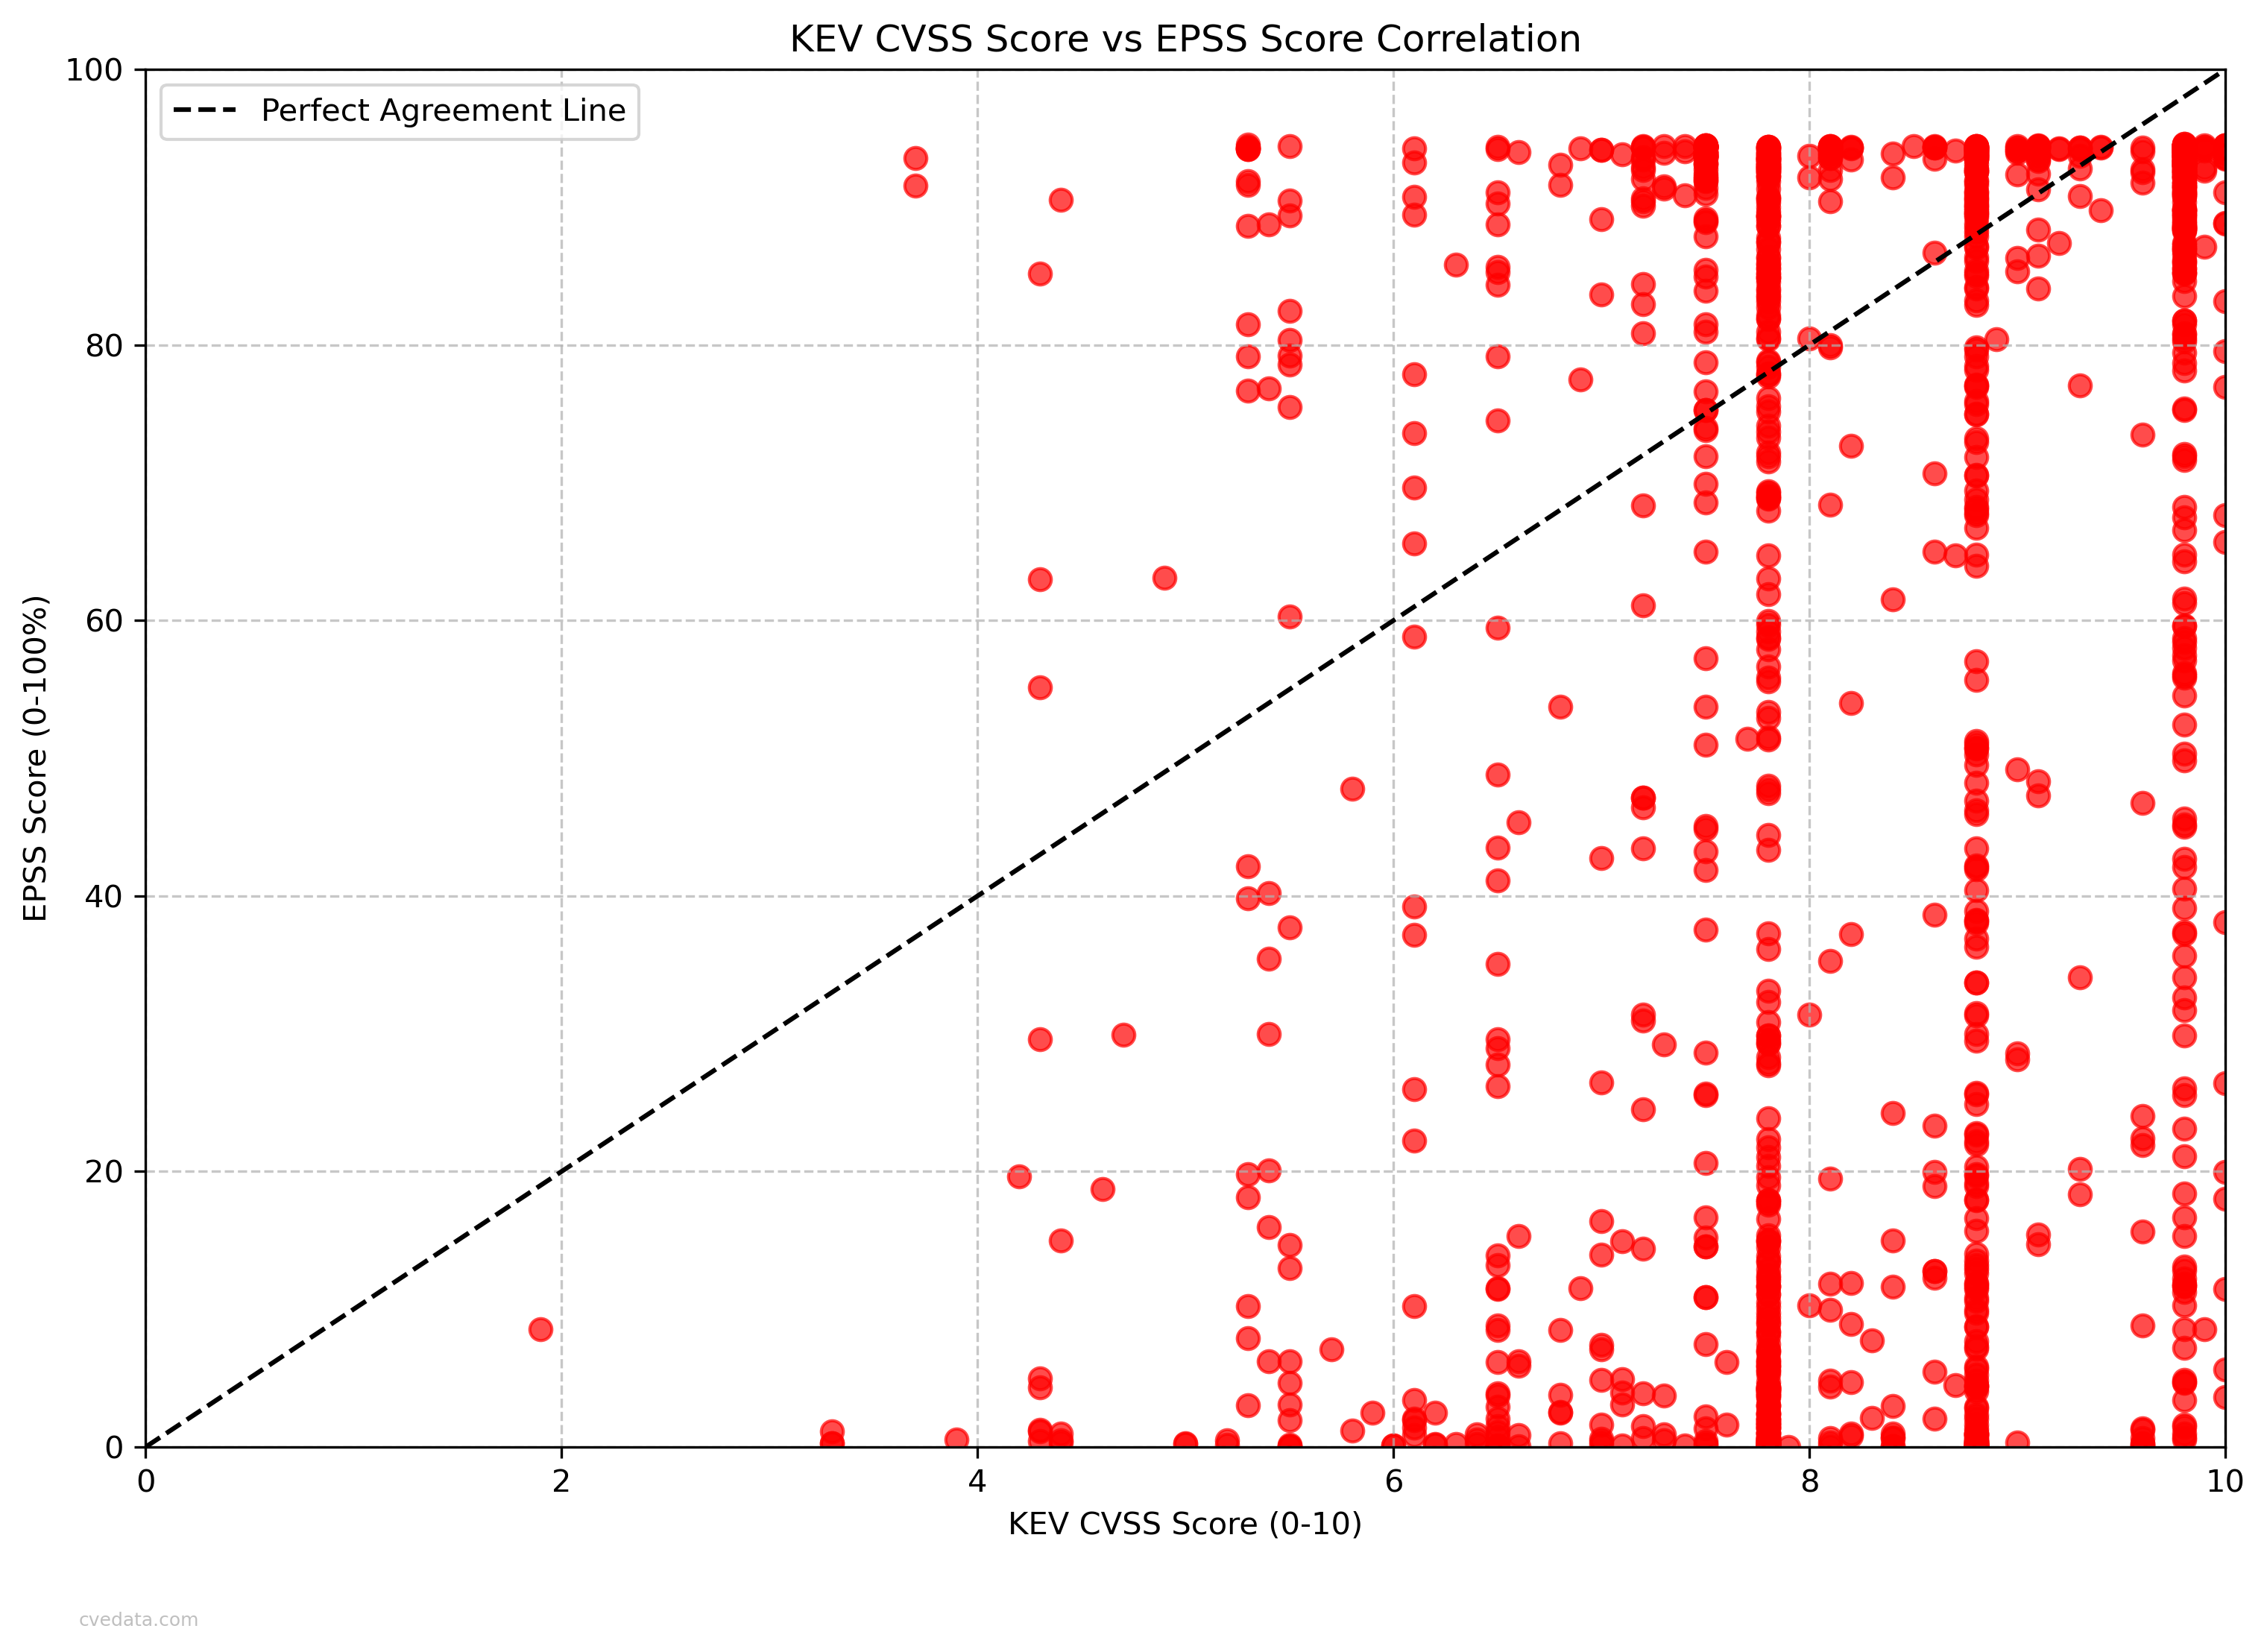 KEV CVSS Score vs EPSS Score Correlation
Perfect Agreement Line
EPSS Score (0-100%)
100
80
60
40
20
0
0 2 4 6 8 10
KEV CVSS Score (0-10)
cvedata.com